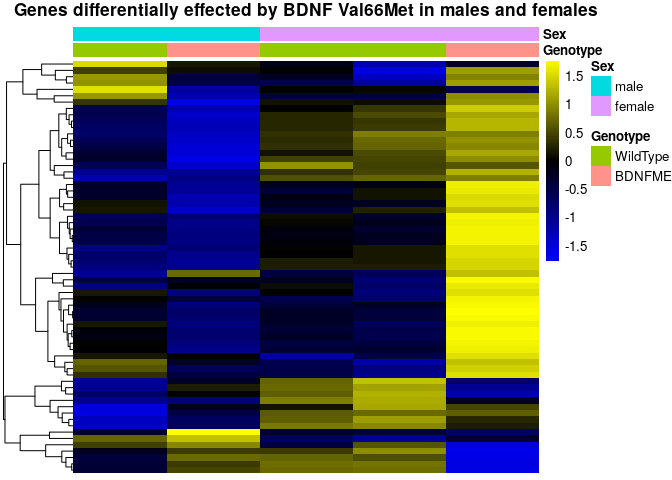 Genes differentially effected by BDNF Val66Met in males and females
Sex
Genotype
1.5
1
0.5
0
-0.5
-1
-1.5
Sex
male
female
Genotype
WildType
BDNFME